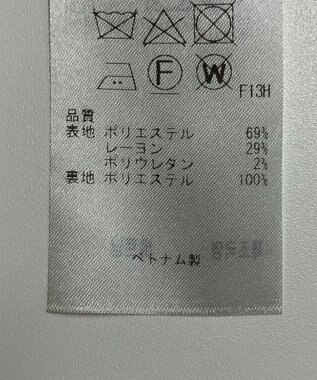 F
W
F13H
品質
表地 ポリエステル 69%
レーヨン 29%
ポリウレタン 2%
裏地 ポリエステル 100%
ベトナム製